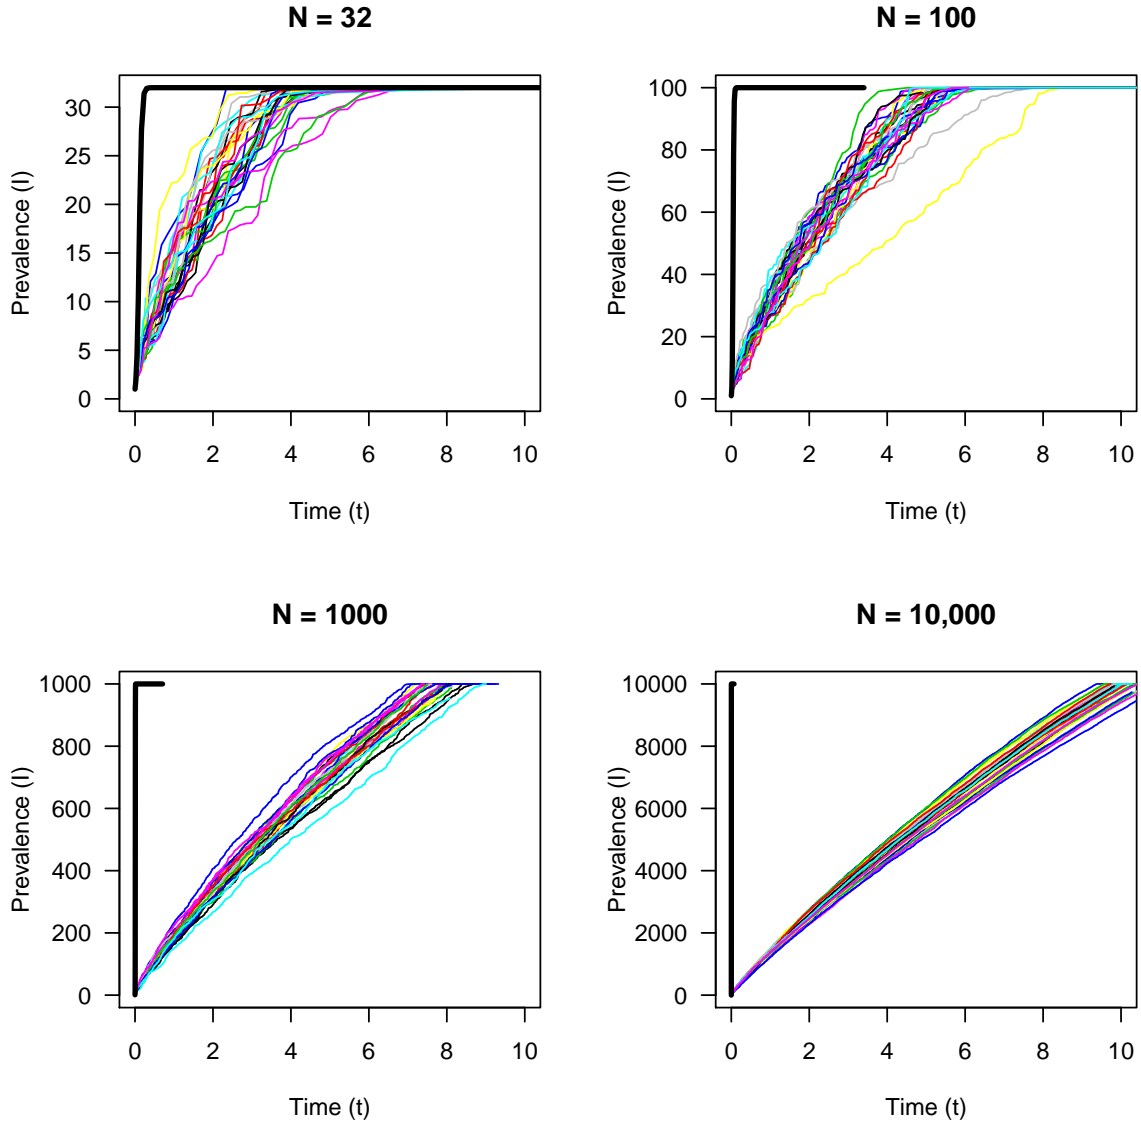 N = 32
Prevalence (I)
30
25
20
15
10
5
0
0 2 4 6 8 10
Time (t)
N = 100
Prevalence (I)
100
80
60
40
20
0
0 2 4 6 8 10
Time (t)
N = 1000
Prevalence (I)
1000
800
600
400
200
0
0 2 4 6 8 10
Time (t)
N = 10,000
Prevalence (I)
10000
8000
6000
4000
2000
0
0 2 4 6 8 10
Time (t)